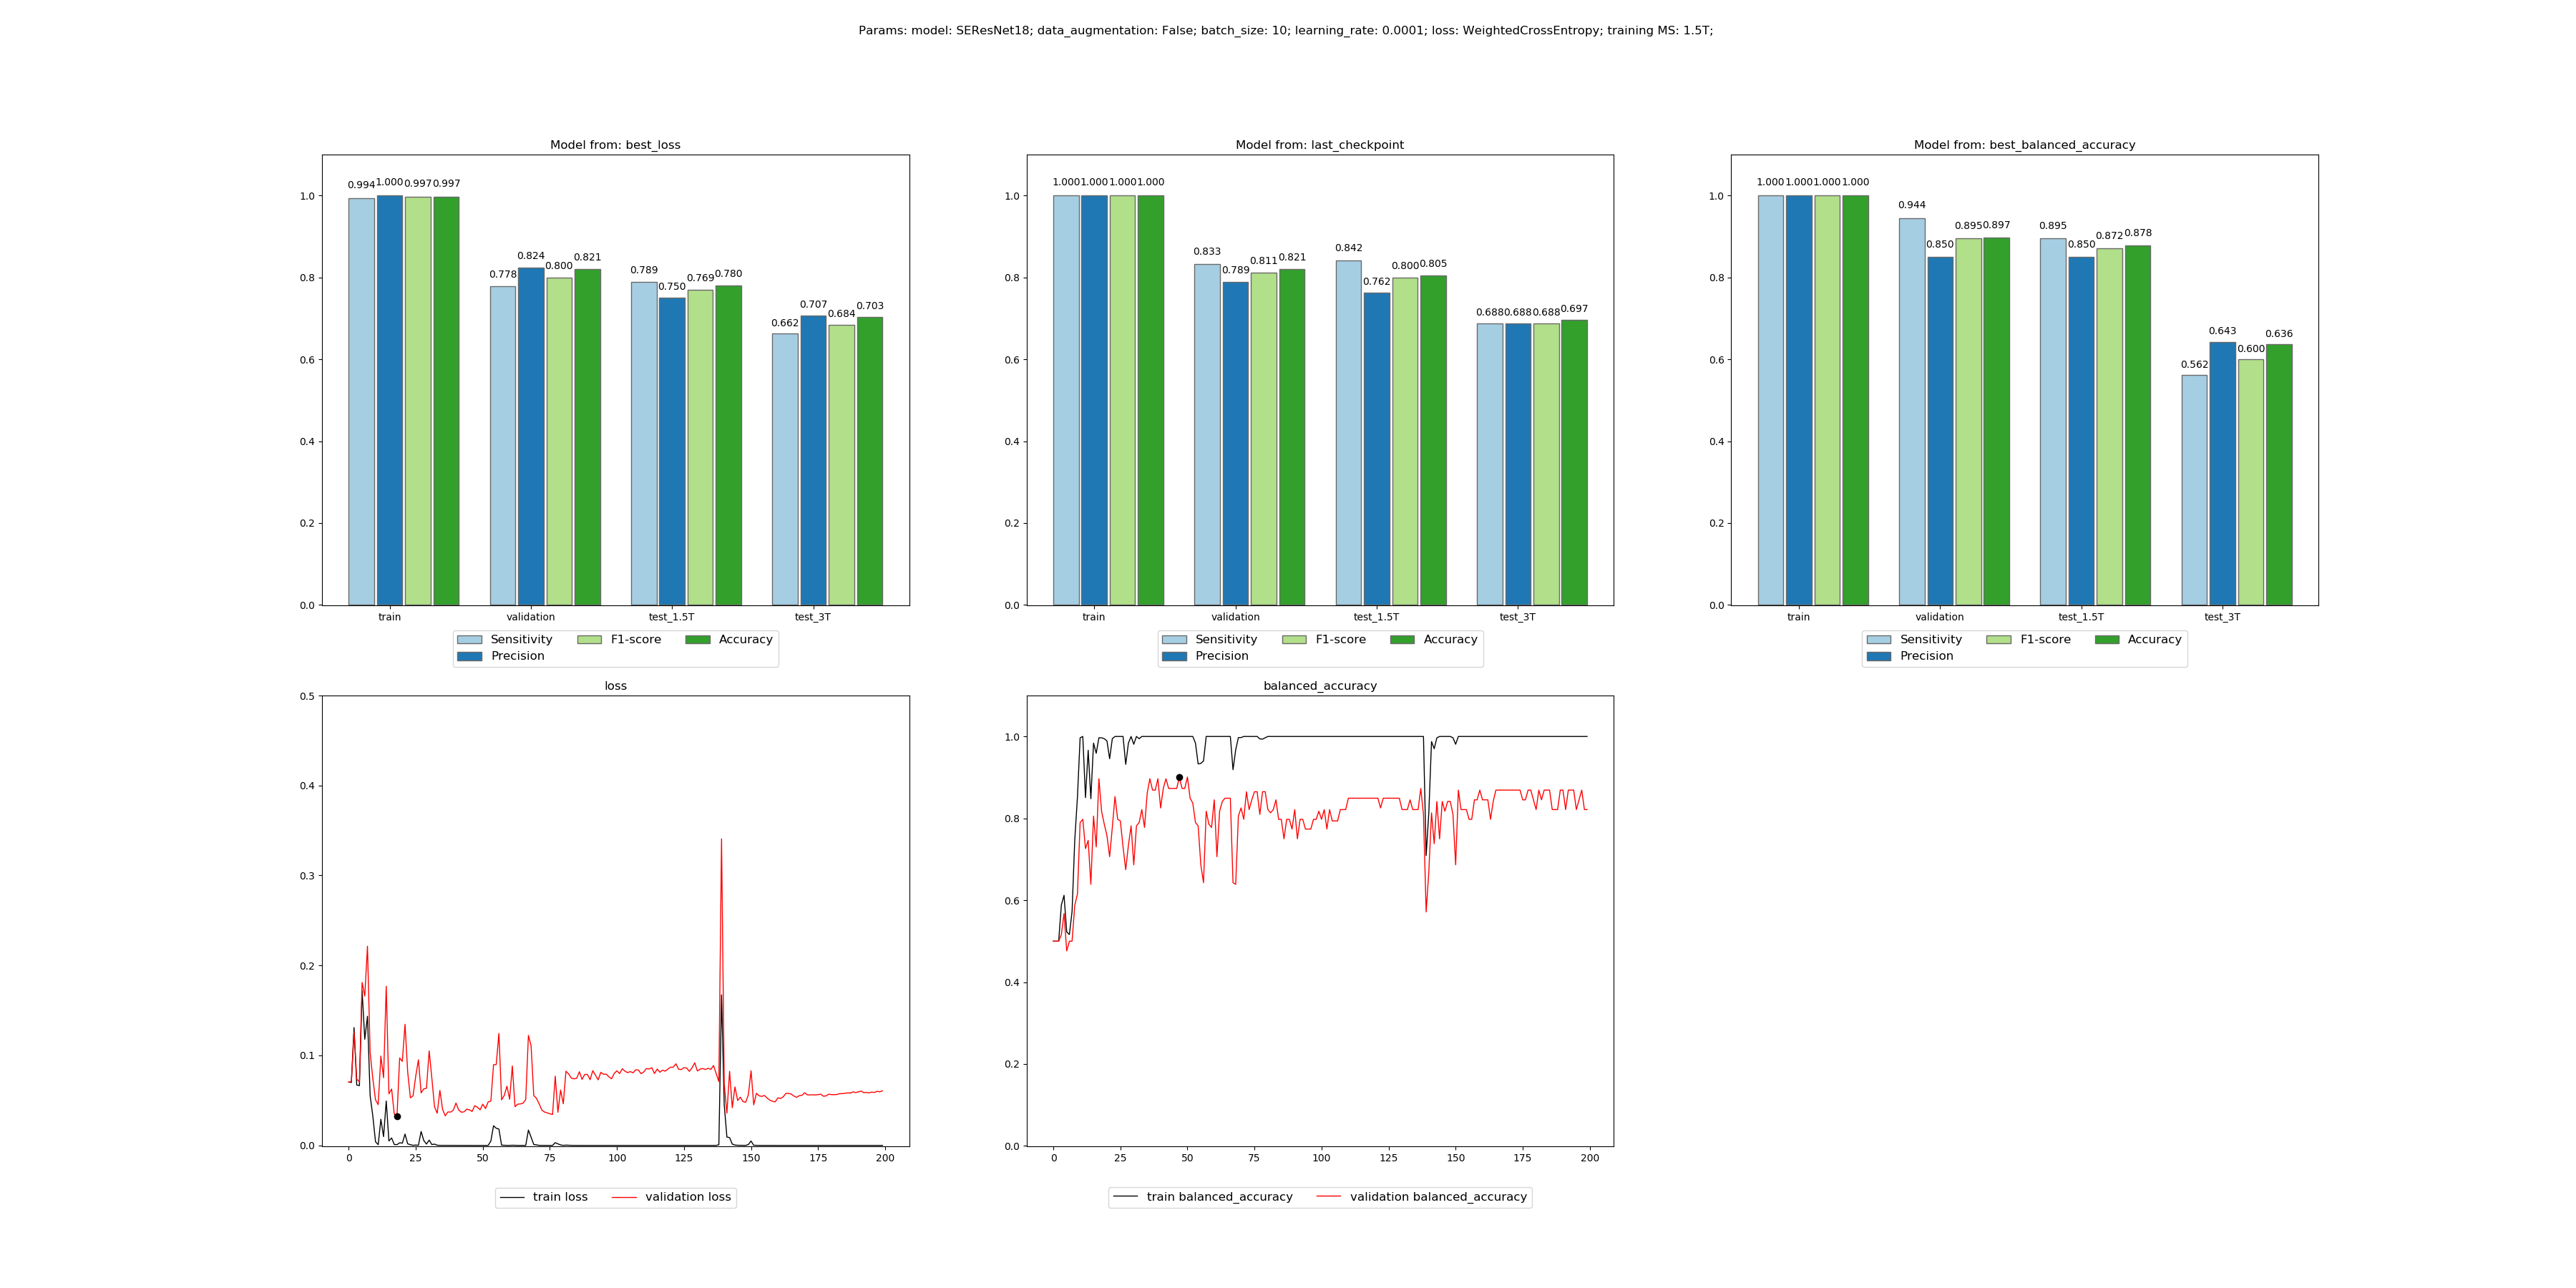 Params: model: SEResNet18; data_augmentation: False; batch_size: 10; learning_rate: 0.0001; loss: WeightedCrossEntropy; training MS: 1.5T;
Model from: best_loss
1.0
0.8
0.6
0.4
0.2
0.0
0.994 1.000 0.997 0.997
0.778 0.824 0.800 0.821
0.789 0.750 0.769 0.780
0.662 0.707 0.684 0.703
train validation test_1.5T test_3T
Sensitivity F1-score Accuracy
Precision
Model from: last_checkpoint
1.0
0.8
0.6
0.4
0.2
0.0
1.000 1.000 1.000 1.000
0.833 0.789 0.811 0.821
0.842 0.762 0.800 0.805
0.688 0.688 0.688 0.697
train validation test_1.5T test_3T
Sensitivity F1-score Accuracy
Precision
Model from: best_balanced_accuracy
1.0
0.8
0.6
0.4
0.2
0.0
1.000 1.000 1.000 1.000
0.944 0.850 0.895 0.897
0.895 0.850 0.872 0.878
0.562 0.643 0.600 0.636
train validation test_1.5T test_3T
Sensitivity F1-score Accuracy
Precision
loss
0.5
0.4
0.3
0.2
0.1
0.0
0 25 50 75 100 125 150 175 200
train loss validation loss
balanced_accuracy
1.0
0.8
0.6
0.4
0.2
0.0
0 25 50 75 100 125 150 175 200
train balanced_accuracy validation balanced_accuracy